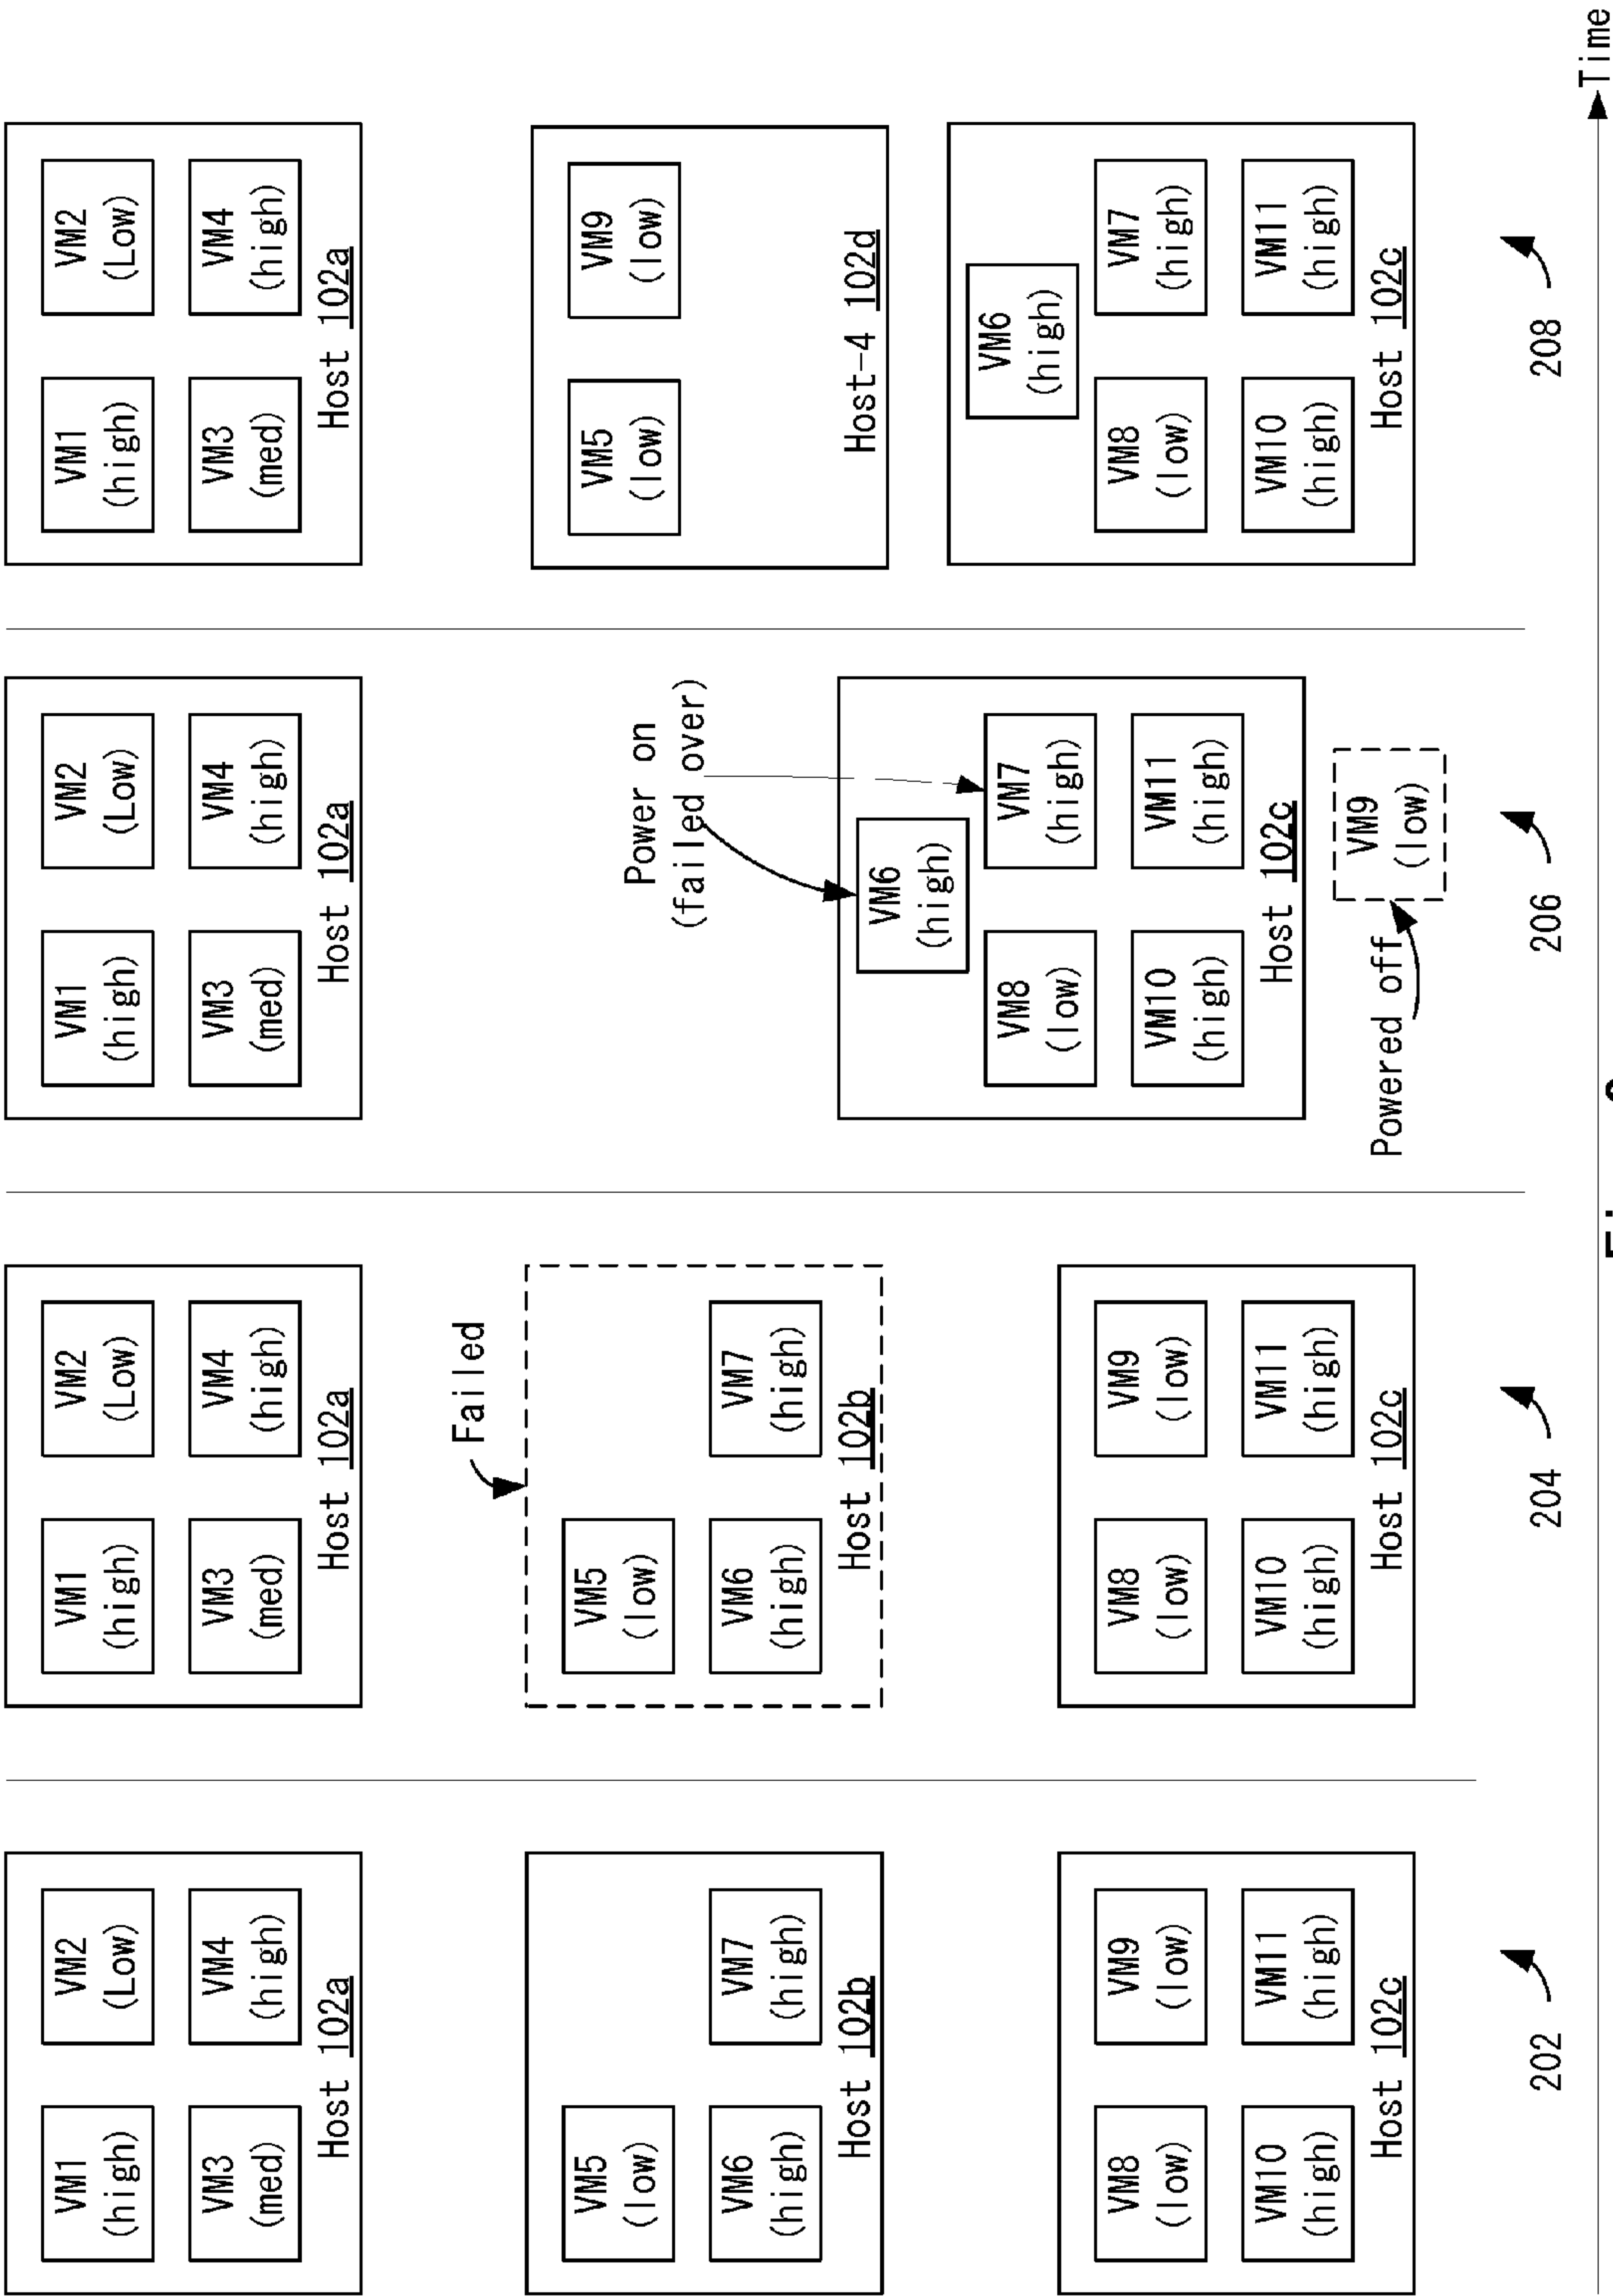 VM1
(high)
VM2
(Low)
VM3
(med)
VM4
(high)
Host 102a
VM5
(low)
VM6
(high)
VM7
(high)
Host 102b
VM8
(low)
VM9
(low)
VM10
(high)
VM11
(high)
Host 102c
202
VM1
(high)
VM2
(Low)
VM3
(med)
VM4
(high)
Host 102a
Failed
VM5
(low)
VM6
(high)
VM7
(high)
Host 102b
VM8
(low)
VM9
(low)
VM10
(high)
VM11
(high)
Host 102c
204
VM1
(high)
VM2
(Low)
VM3
(med)
VM4
(high)
Host 102a
Power on
(failed over)
VM6
(high)
VM8
(low)
VM7
(high)
VM10
(high)
VM11
(high)
Host 102c
VM9
(low)
Powered off
206
VM1
(high)
VM2
(Low)
VM3
(med)
VM4
(high)
Host 102a
VM5
(low)
VM9
(low)
Host-4 102d
VM6
(high)
VM8
(low)
VM7
(high)
VM10
(high)
VM11
(high)
Host 102c
208
Time